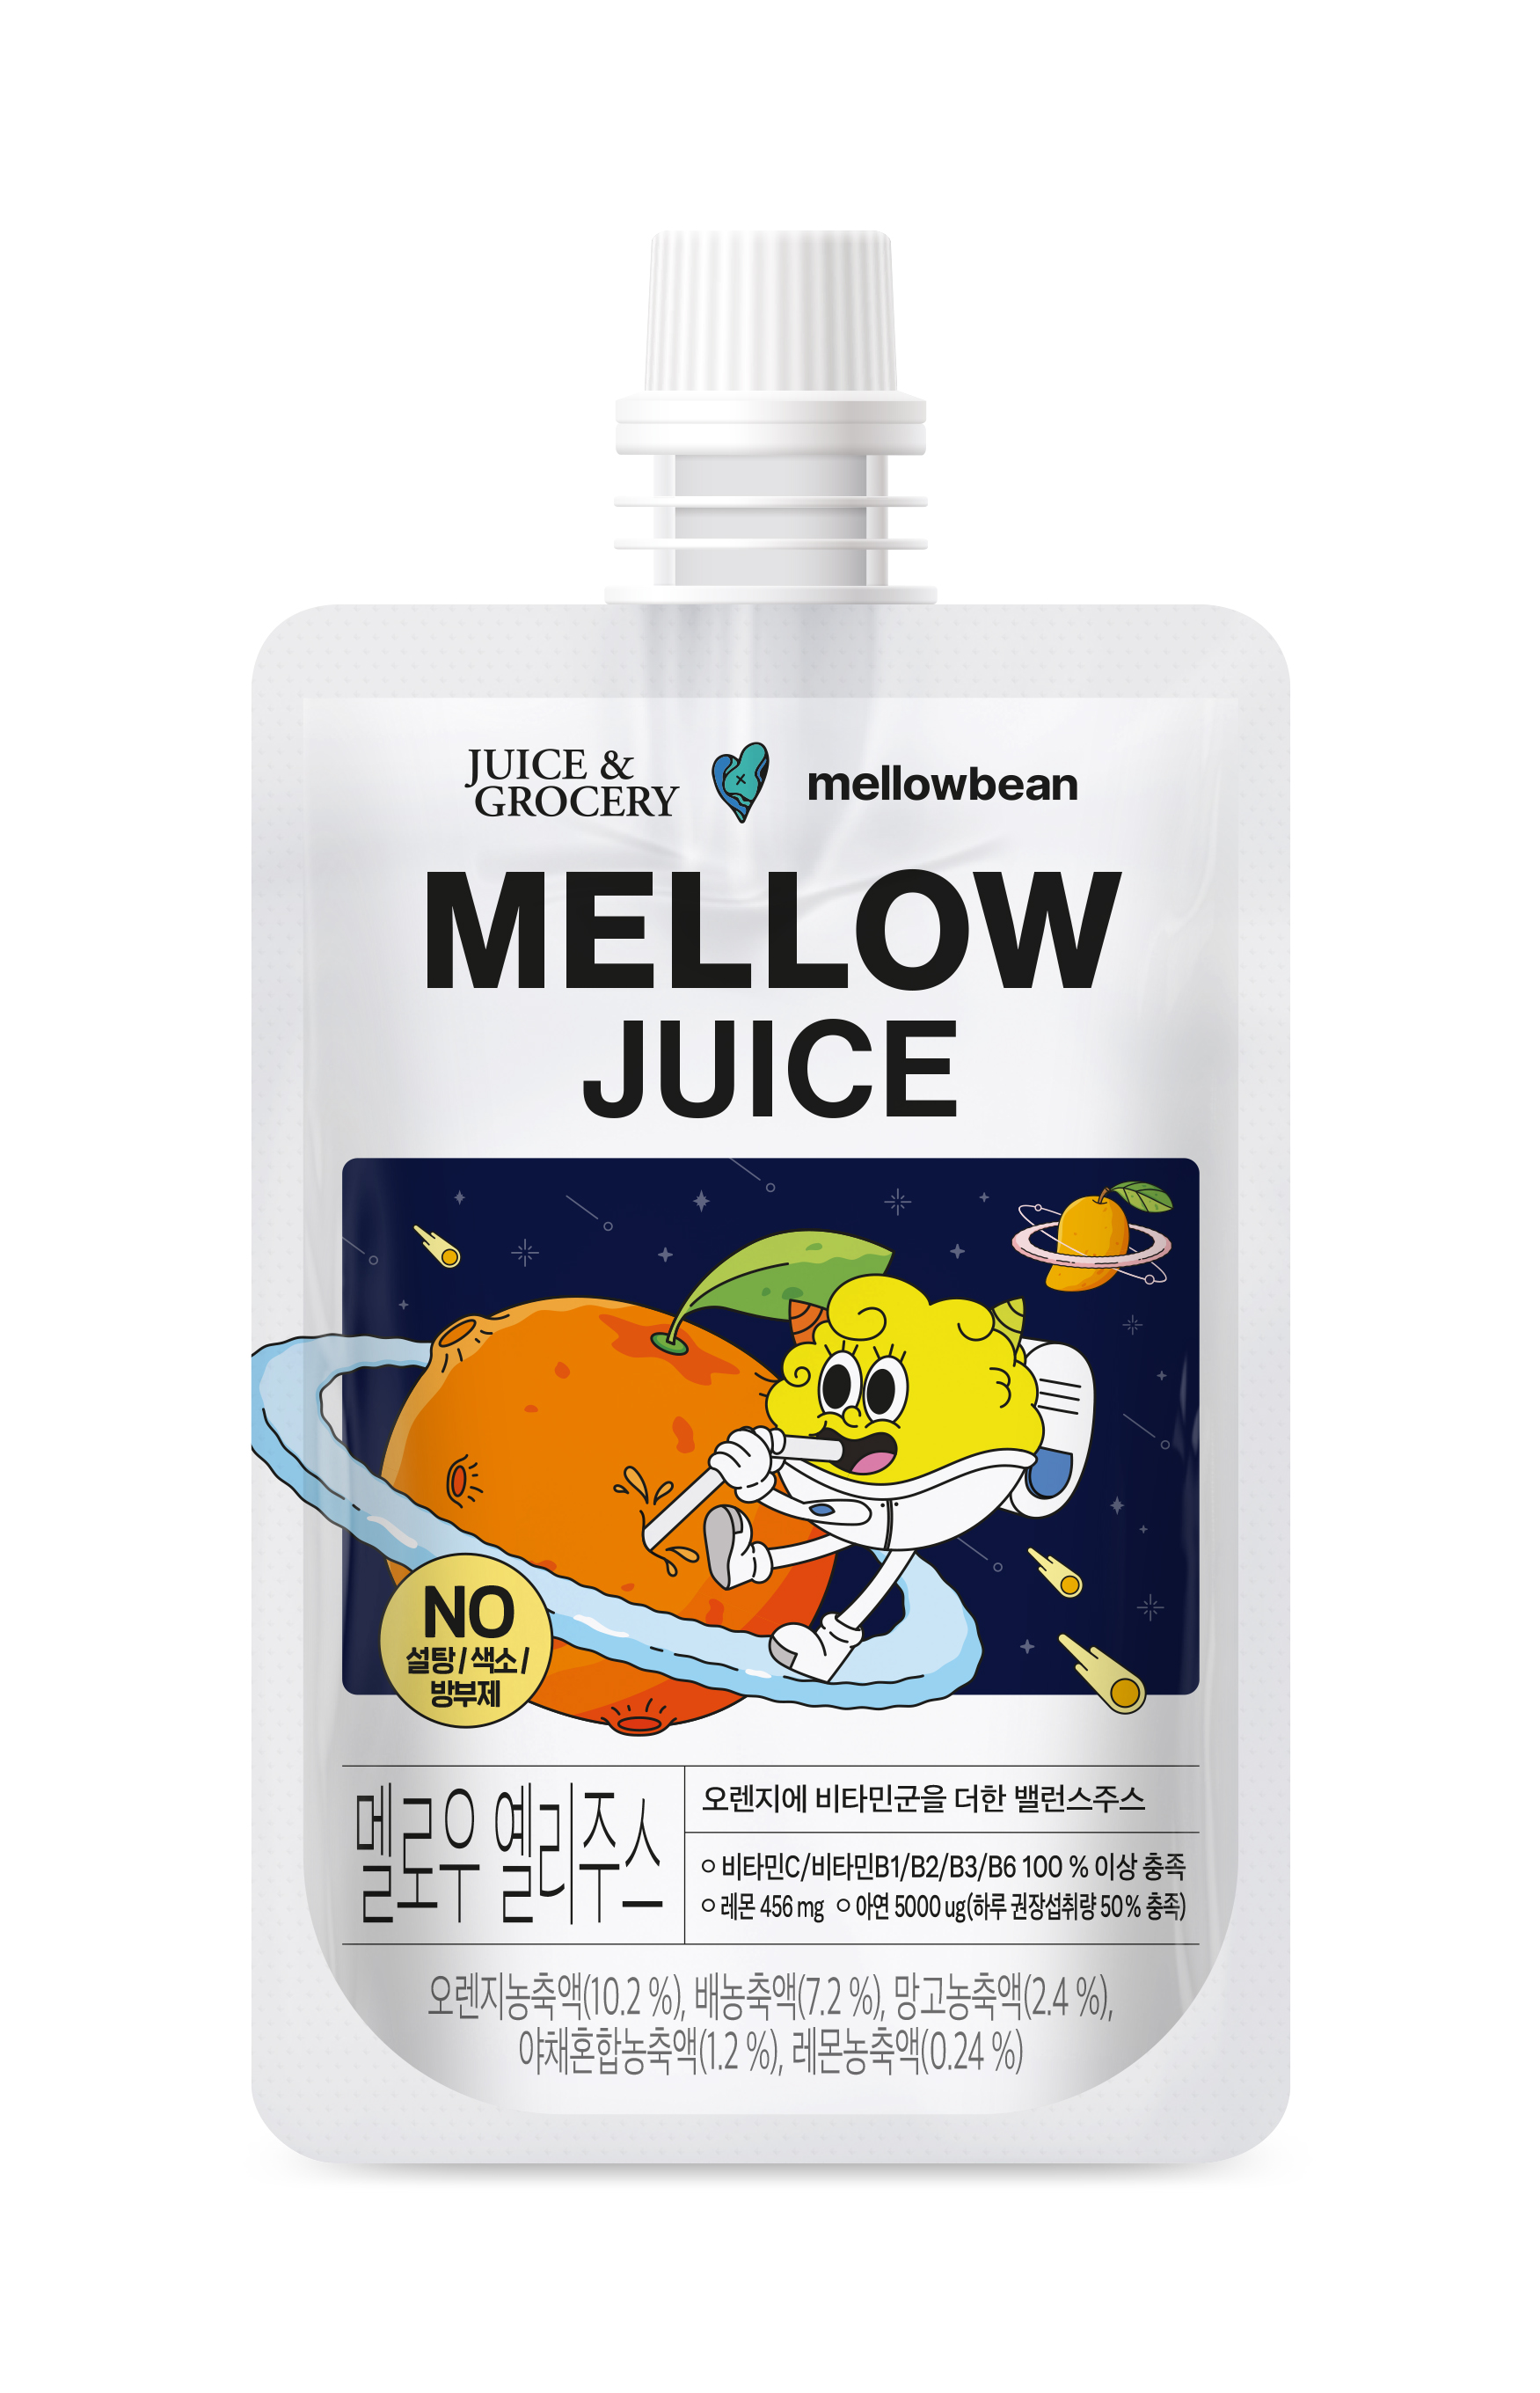 JUICE &
GROCERY
mellowbean
MELLOW
JUICE
NO
설탕 / 색소 /
방부제
멜로우 옐리주스
오렌지에 비타민군을 더한 밸런스주스
○ 비타민C/비타민B1/B2/B3/B6 100 % 이상 충족
○ 레몬 456 mg ○ 아연 5000 ug(하루 권장섭취량 50% 충족)
오렌지농축액(10.2 %), 배농축액(7.2 %), 망고농축액(2.4 %),
야채혼합농축액(1.2 %), 레몬농축액(0.24 %)